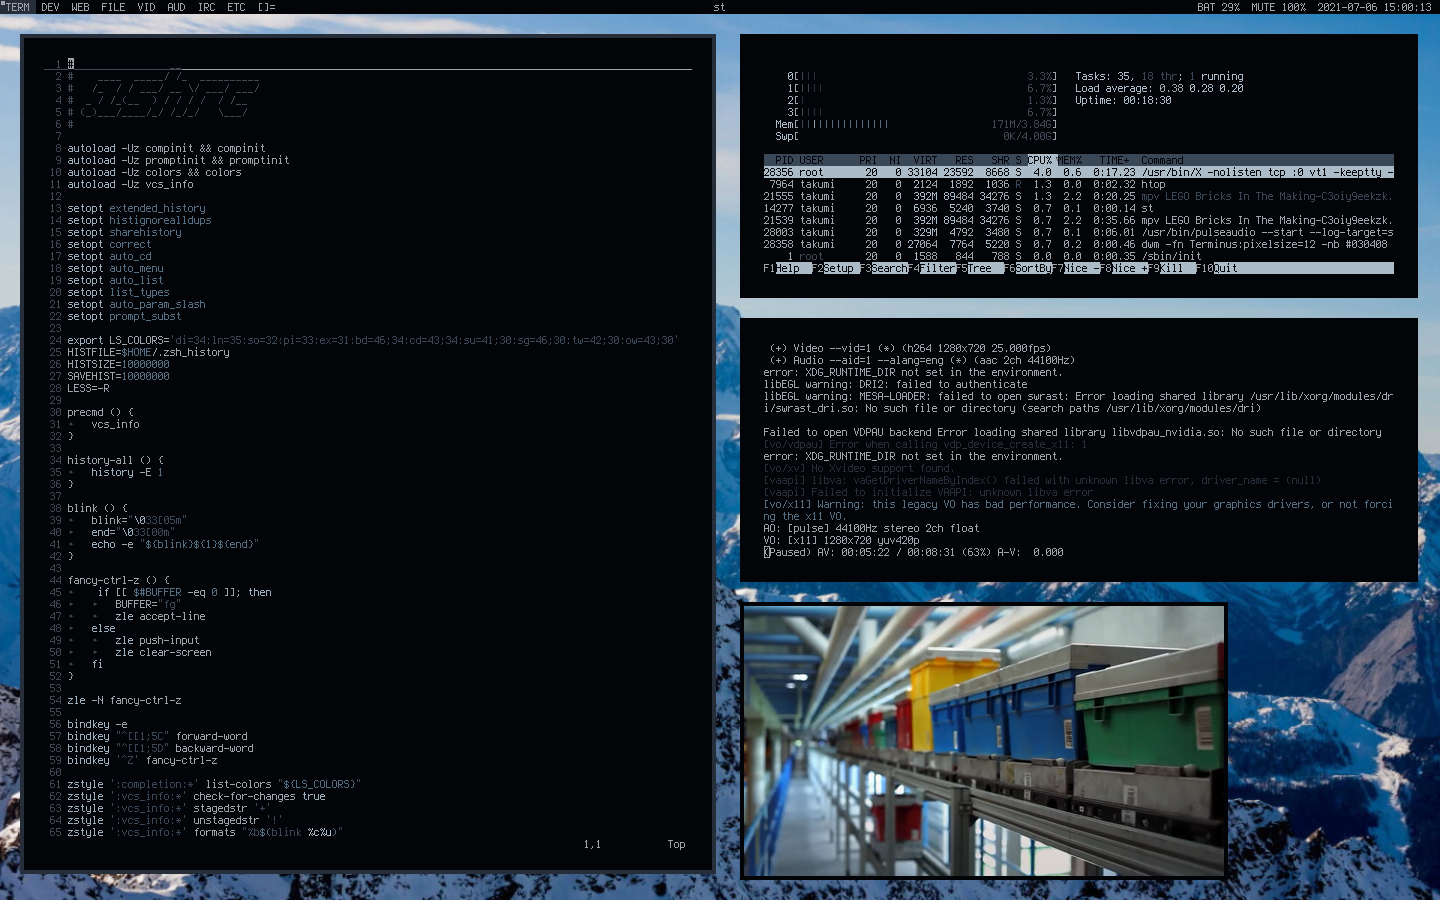 TERM DEV WEB FILE VID AUD IRC ETC []= st BAT 29% MUTE 100% 2021-07-06 15:00:13
1 #
2 # ____ _____/ /_ __________
3 # /_ / / ___/ __ \/ ___/ ___/
4 # _ / /_(__ ) / / / / / /__
5 # (_)___/____/_/ /_/_/ \___/
6 #
7
8 autoload -Uz compinit && compinit
9 autoload -Uz promptinit && promptinit
10 autoload -Uz colors && colors
11 autoload -Uz vcs_info
12
13 setopt extended_history
14 setopt histignorealldups
15 setopt sharehistory
16 setopt correct
17 setopt auto_cd
18 setopt auto_menu
19 setopt auto_list
20 setopt list_types
21 setopt auto_param_slash
22 setopt prompt_subst
23
24 export LS_COLORS='di=34:ln=35:so=32:pi=33:ex=31:bd=46;34:cd=43;34:su=41;30:sg=46;30:tw=42;30:ow=43;30'
25 HISTFILE=$HOME/.zsh_history
26 HISTSIZE=10000000
27 SAVEHIST=10000000
28 LESS=-R
29
30 precmd () {
31 vcs_info
32 }
33
34 history-all () {
35 history -E 1
36 }
37
38 blink () {
39 blink="\033[05m"
40 end="\033[00m"
41 echo -e "${blink}${1}${end}"
42 }
43
44 fancy-ctrl-z () {
45 if [[ $#BUFFER -eq 0 ]]; then
46 BUFFER="fg"
47 zle accept-line
48 else
49 zle push-input
50 zle clear-screen
51 fi
52 }
53
54 zle -N fancy-ctrl-z
55
56 bindkey -e
57 bindkey "^[[1;5C" forward-word
58 bindkey "^[[1;5D" backward-word
59 bindkey '^Z' fancy-ctrl-z
60
61 zstyle ':completion:*' list-colors "${LS_COLORS}"
62 zstyle ':vcs_info:*' check-for-changes true
63 zstyle ':vcs_info:*' stagedstr '+'
64 zstyle ':vcs_info:*' unstagedstr '!'
65 zstyle ':vcs_info:*' formats "%b$(blink %c%u)"
1,1 Top
0[||| 3.3%] Tasks: 35, 18 thr; 1 running
1[|||| 6.7%] Load average: 0.38 0.28 0.20
2[| 1.3%] Uptime: 00:18:30
3[|||| 6.7%]
Mem[||||||||||||||| 171M/3.84G]
Swp[ 0K/4.00G]
PID USER PRI NI VIRT RES SHR S CPU% MEM% TIME+ Command
28356 root 20 0 33104 23592 8668 S 4.0 0.6 0:17.23 /usr/bin/X -nolisten tcp :0 vt1 -keeptty -
7964 takumi 20 0 2124 1892 1036 R 1.3 0.0 0:02.32 htop
21555 takumi 20 0 392M 89484 34276 S 1.3 2.2 0:20.25 mpv LEGO Bricks In The Making-C3oiy9eekzk.
14277 takumi 20 0 6936 5240 3740 S 0.7 0.1 0:00.14 st
21539 takumi 20 0 392M 89484 34276 S 0.7 2.2 0:35.66 mpv LEGO Bricks In The Making-C3oiy9eekzk.
28003 takumi 20 0 329M 4792 3480 S 0.7 0.1 0:06.01 /usr/bin/pulseaudio --start --log-target=s
28358 takumi 20 0 27064 7764 5220 S 0.7 0.2 0:00.46 dwm -fn Terminus:pixelsize=12 -nb #030408
1 root 20 0 1588 844 788 S 0.0 0.0 0:00.35 /sbin/init
F1Help F2Setup F3SearchF4FilterF5Tree F6SortByF7Nice -F8Nice +F9Kill F10Quit
(+) Video --vid=1 (*) (h264 1280x720 25.000fps)
(+) Audio --aid=1 --alang=eng (*) (aac 2ch 44100Hz)
error: XDG_RUNTIME_DIR not set in the environment.
libEGL warning: DRI2: failed to authenticate
libEGL warning: MESA-LOADER: failed to open swrast: Error loading shared library /usr/lib/xorg/modules/dr
i/swrast_dri.so: No such file or directory (search paths /usr/lib/xorg/modules/dri)
Failed to open VDPAU backend Error loading shared library libvdpau_nvidia.so: No such file or directory
[vo/vdpau] Error when calling vdp_device_create_x11: 1
error: XDG_RUNTIME_DIR not set in the environment.
[vo/xv] No Xvideo support found.
[vaapi] libva: vaGetDriverNameByIndex() failed with unknown libva error, driver_name = (null)
[vaapi] Failed to initialize VAAPI: unknown libva error
[vo/x11] Warning: this legacy VO has bad performance. Consider fixing your graphics drivers, or not forci
ng the x11 VO.
AO: [pulse] 44100Hz stereo 2ch float
VO: [x11] 1280x720 yuv420p
(Paused) AV: 00:05:22 / 00:08:31 (63%) A-V: 0.000